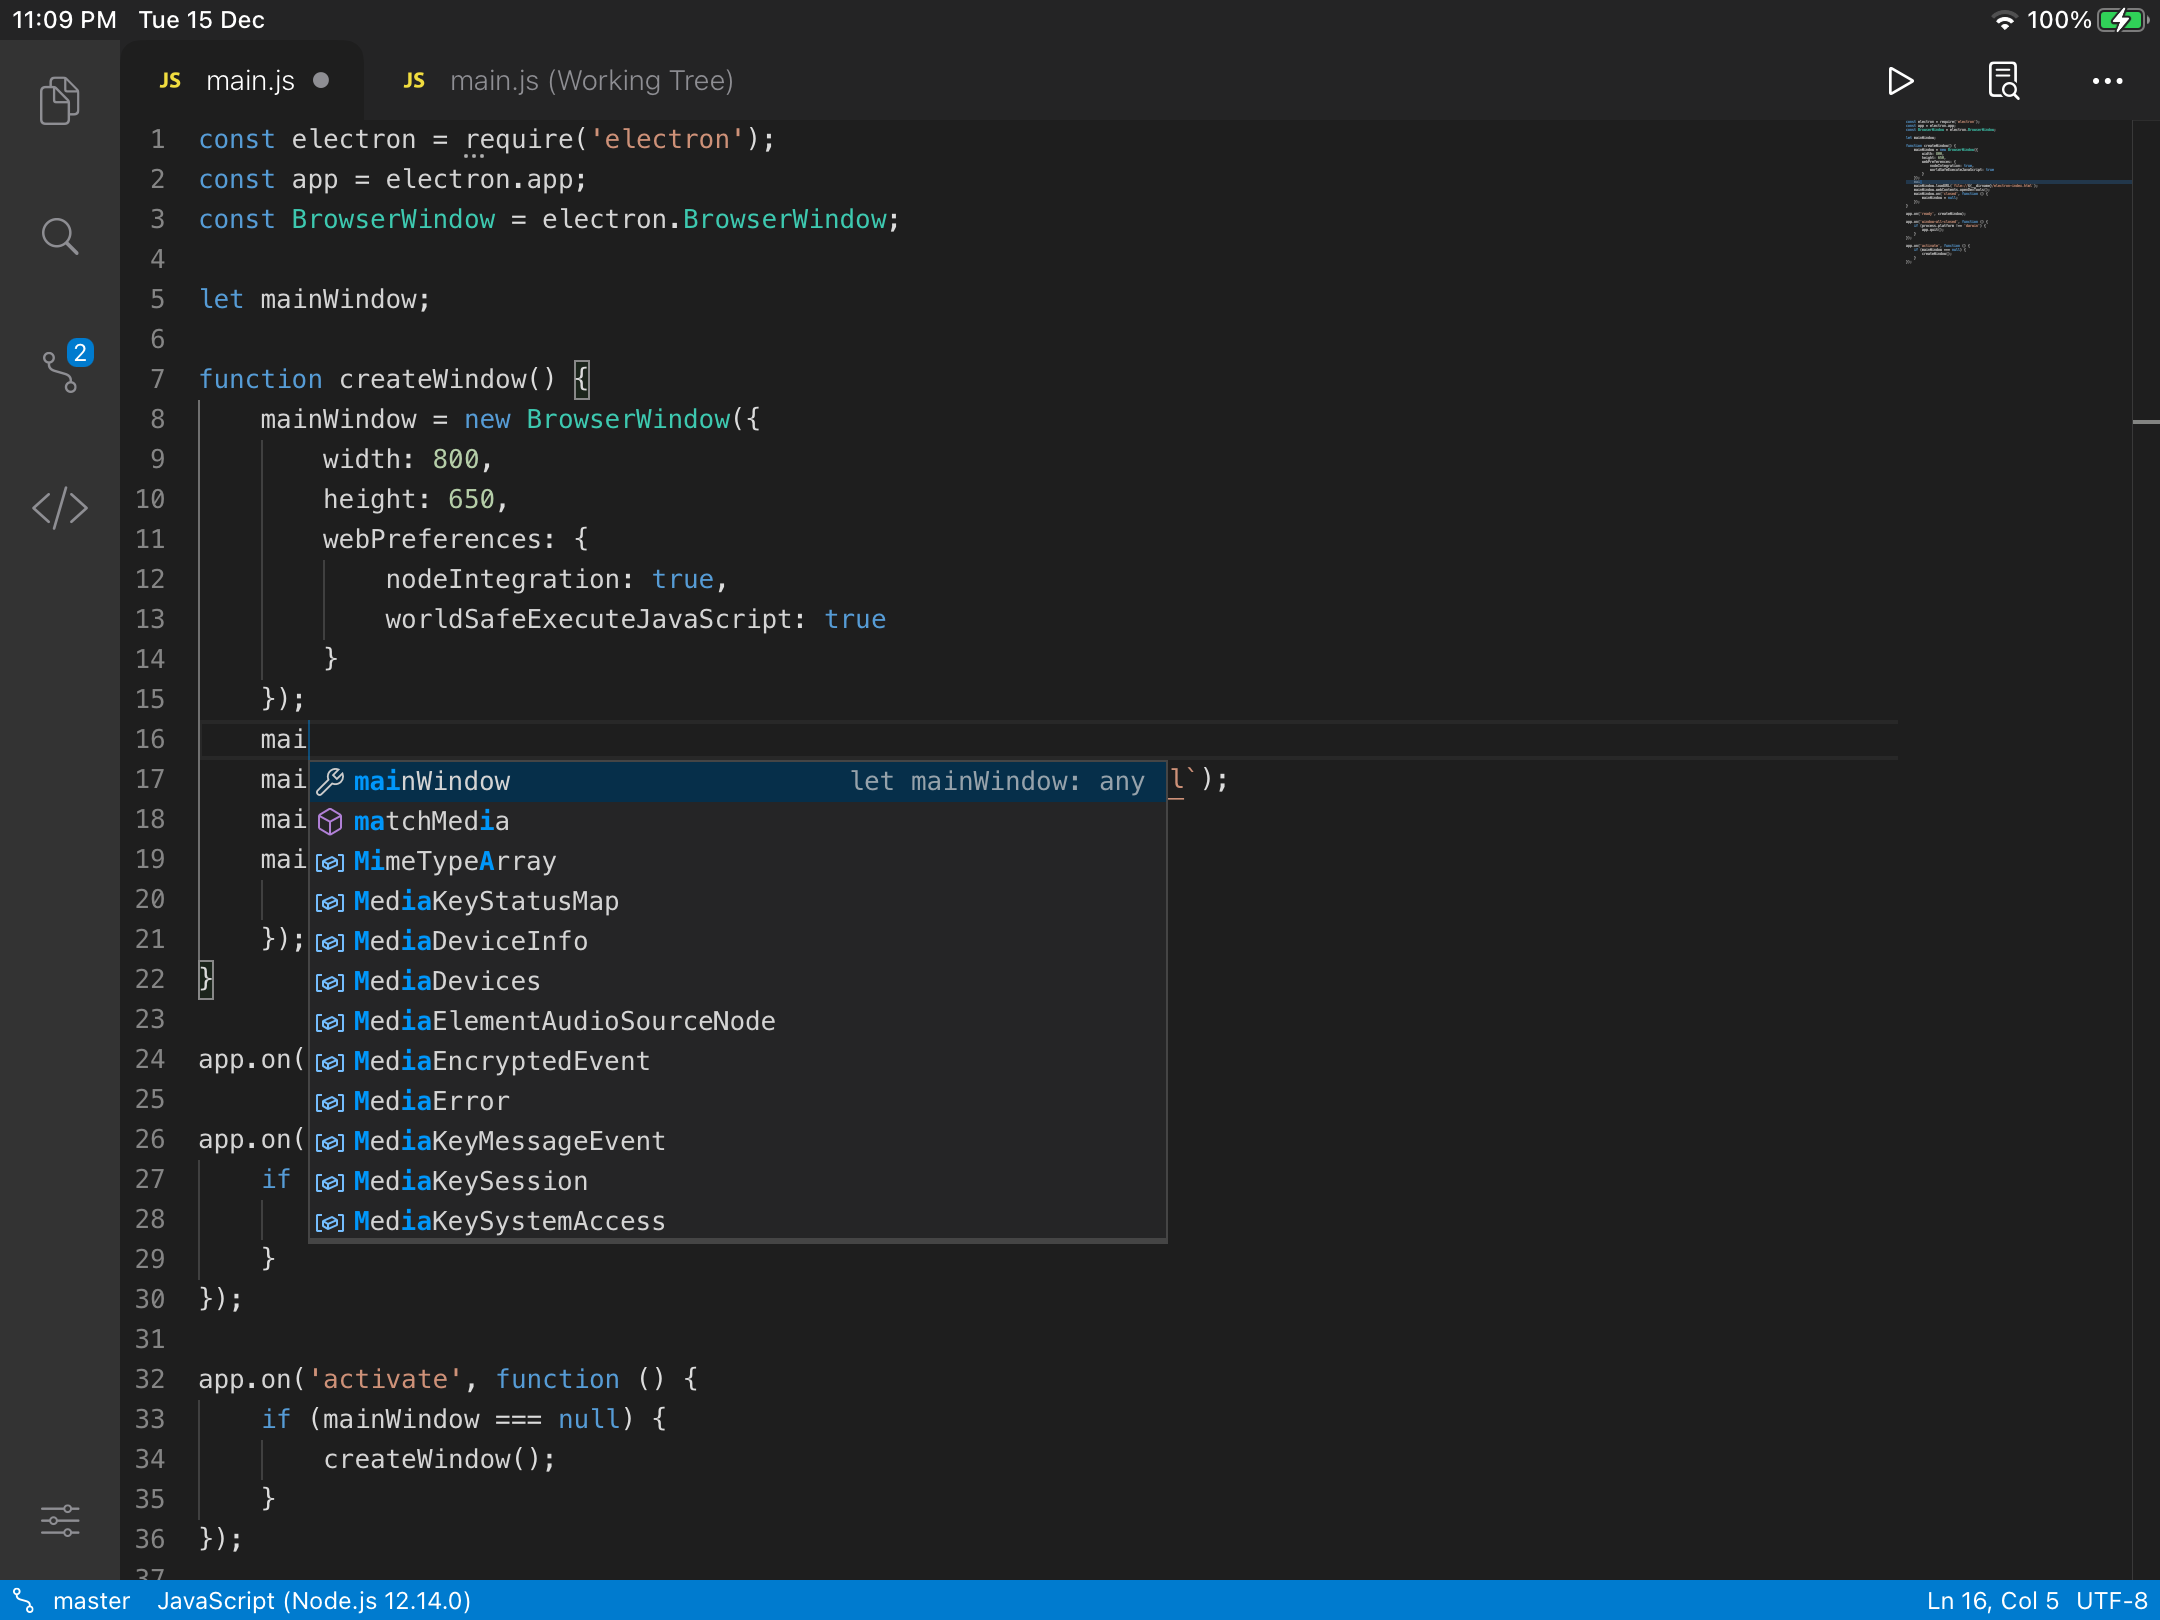 11:09 PM Tue 15 Dec 100%
JS main.js JS main.js (Working Tree)
1 const electron = require('electron');
2 const app = electron.app;
3 const BrowserWindow = electron.BrowserWindow;
4
5 let mainWindow;
6
2
7 function createWindow() {
8 mainWindow = new BrowserWindow({
9 width: 800,
10 height: 650,
11 webPreferences: {
12 nodeIntegration: true,
13 worldSafeExecuteJavaScript: true
14 }
15 });
16 mai
17 mai l`);
mainWindow let mainWindow: any
18 mai
matchMedia
19 mai
MimeTypeArray
20
MediaKeyStatusMap
21 });
MediaDeviceInfo
22 }
MediaDevices
23
MediaElementAudioSourceNode
24 app.on(
MediaEncryptedEvent
25
MediaError
26 app.on(
MediaKeyMessageEvent
27 if
MediaKeySession
28
MediaKeySystemAccess
29 }
30 });
31
32 app.on('activate', function () {
33 if (mainWindow === null) {
34 createWindow();
35 }
36 });
37
master JavaScript (Node.js 12.14.0) Ln 16, Col 5 UTF-8